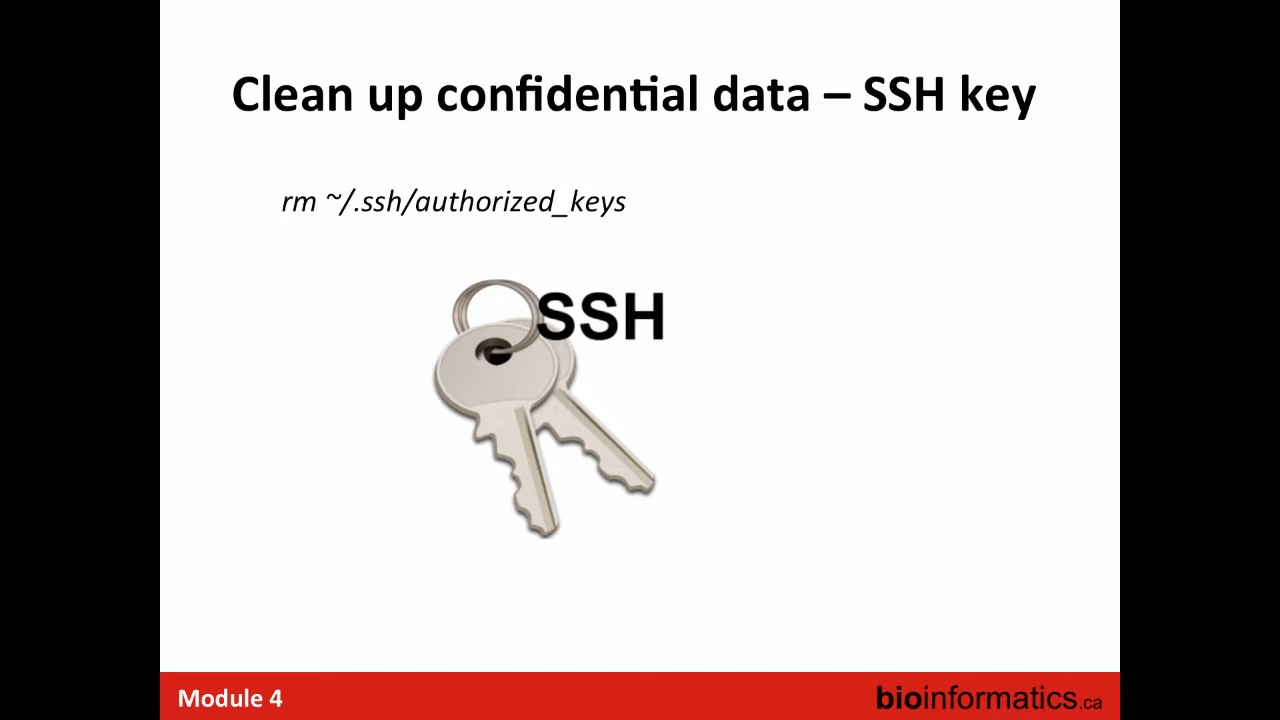 Clean up confidential data – SSH key
rm ~/.ssh/authorized_keys
SSH
Module 4
bioinformatics.ca